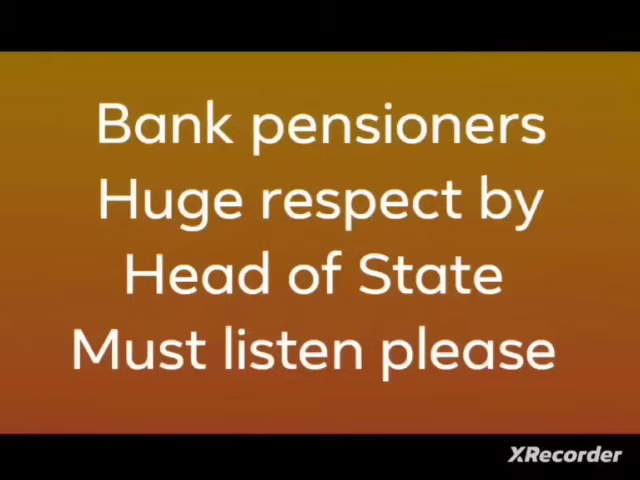 Bank pensioners
Huge respect by
Head of State
Must listen please
XRecorder